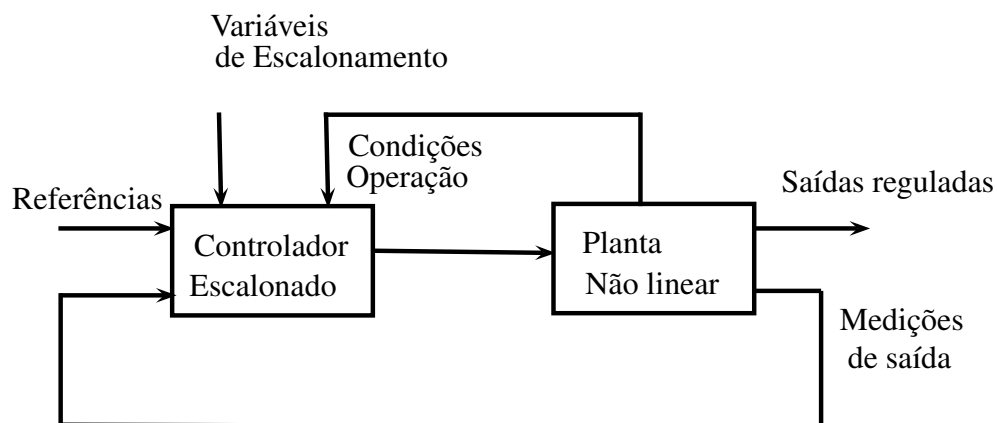 Variáveis
de Escalonamento
Condições
Operação
Referências
Saídas reguladas
Controlador
Escalonado
Planta
Não linear
Medições
de saída